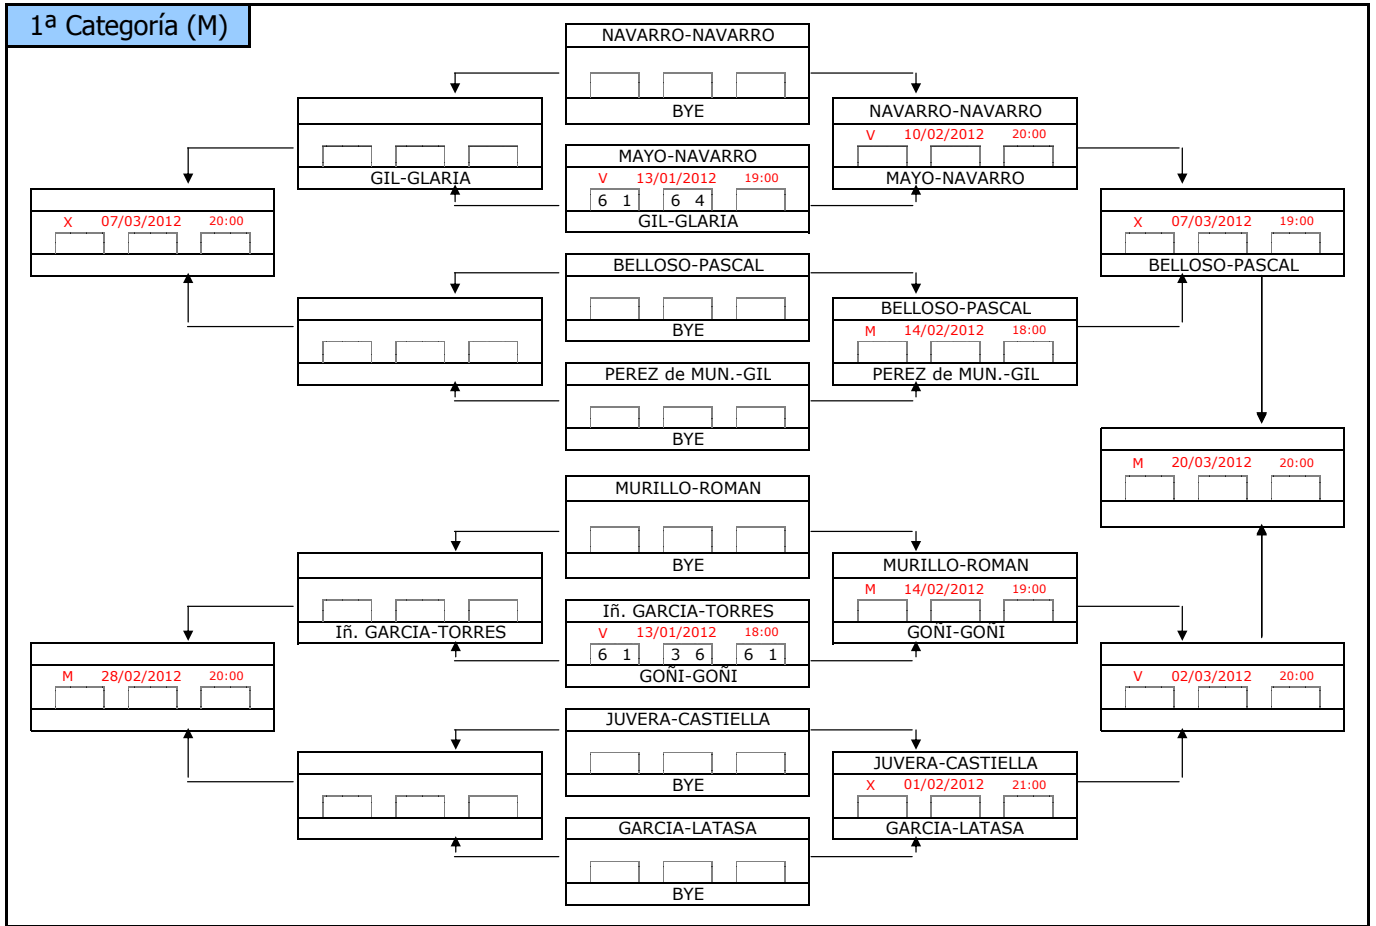 1ª Categoría (M)
NAVARRO-NAVARRO
BYE
MAYO-NAVARRO
V 13/01/2012 19:00
6 1 6 4
GIL-GLARIA
BELLOSO-PASCAL
BYE
PEREZ de MUN.-GIL
BYE
MURILLO-ROMAN
BYE
Iñ. GARCIA-TORRES
V 13/01/2012 18:00
6 1 3 6 6 1
GOÑI-GOÑI
JUVERA-CASTIELLA
BYE
GARCIA-LATASA
BYE
GIL-GLARIA
Iñ. GARCIA-TORRES
X 07/03/2012 20:00
M 28/02/2012 20:00
NAVARRO-NAVARRO
V 10/02/2012 20:00
MAYO-NAVARRO
BELLOSO-PASCAL
M 14/02/2012 18:00
PEREZ de MUN.-GIL
MURILLO-ROMAN
M 14/02/2012 19:00
GOÑI-GOÑI
JUVERA-CASTIELLA
X 01/02/2012 21:00
GARCIA-LATASA
X 07/03/2012 19:00
BELLOSO-PASCAL
M 20/03/2012 20:00
V 02/03/2012 20:00